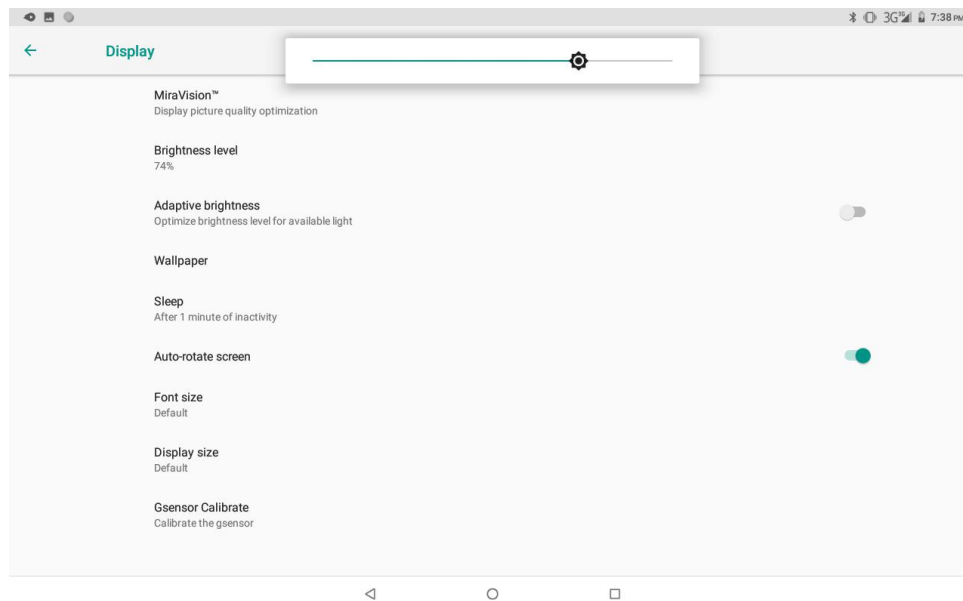 3G 3G 7:38 PM
Display
MiraVision™
Display picture quality optimization
Brightness level
74%
Adaptive brightness
Optimize brightness level for available light
Wallpaper
Sleep
After 1 minute of inactivity
Auto-rotate screen
Font size
Default
Display size
Default
Gsensor Calibrate
Calibrate the gsensor